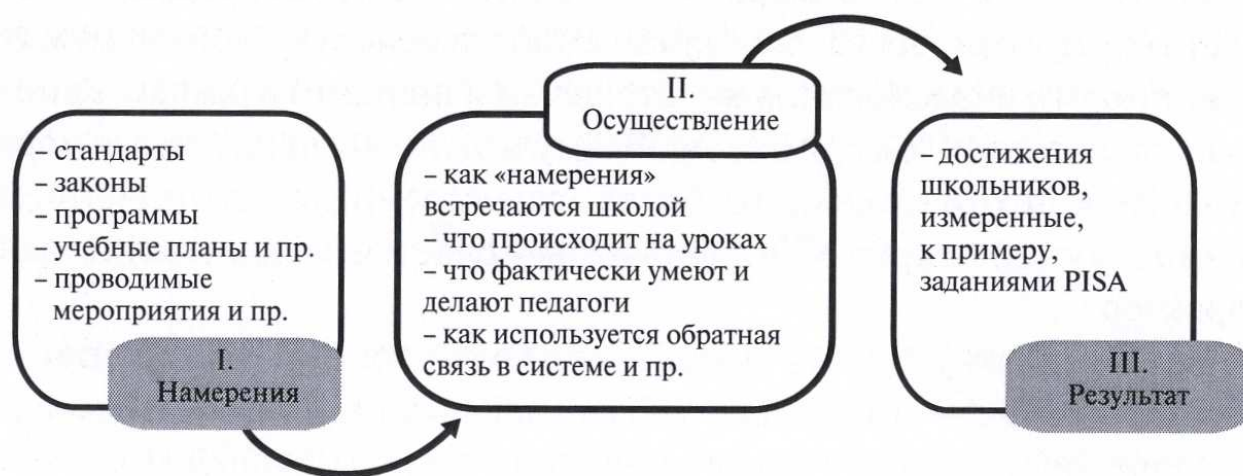 – стандарты
– законы
– программы
– учебные планы и пр.
– проводимые
мероприятия и пр.
I.
Намерения
II.
Осуществление
– как «намерения»
встречаются школой
– что происходит на уроках
– что фактически умеют и
делают педагоги
– как используется обратная
связь в системе и пр.
– достижения
школьников,
измеренные,
к примеру,
заданиями PISA
III.
Результат